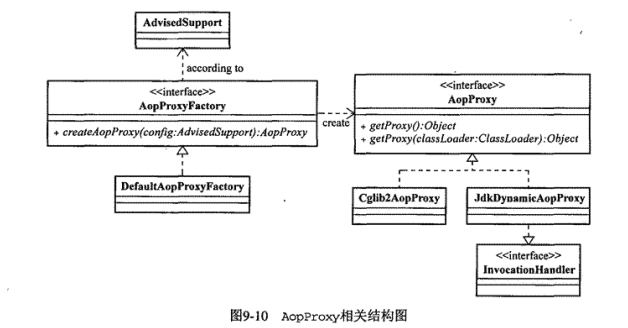 AdvisedSupport
according to
<<interface>>
AopProxyFactory
+ createAopProxy(config:AdvisedSupport):AopProxy
create
<<interface>>
AopProxy
+ getProxy():Object
+ getProxy(classLoader:ClassLoader):Object
DefaultAopProxyFactory
Cglib2AopProxy
JdkDynamicAopProxy
<<interface>>
InvocationHandler
图9-10 AopProxy相关结构图